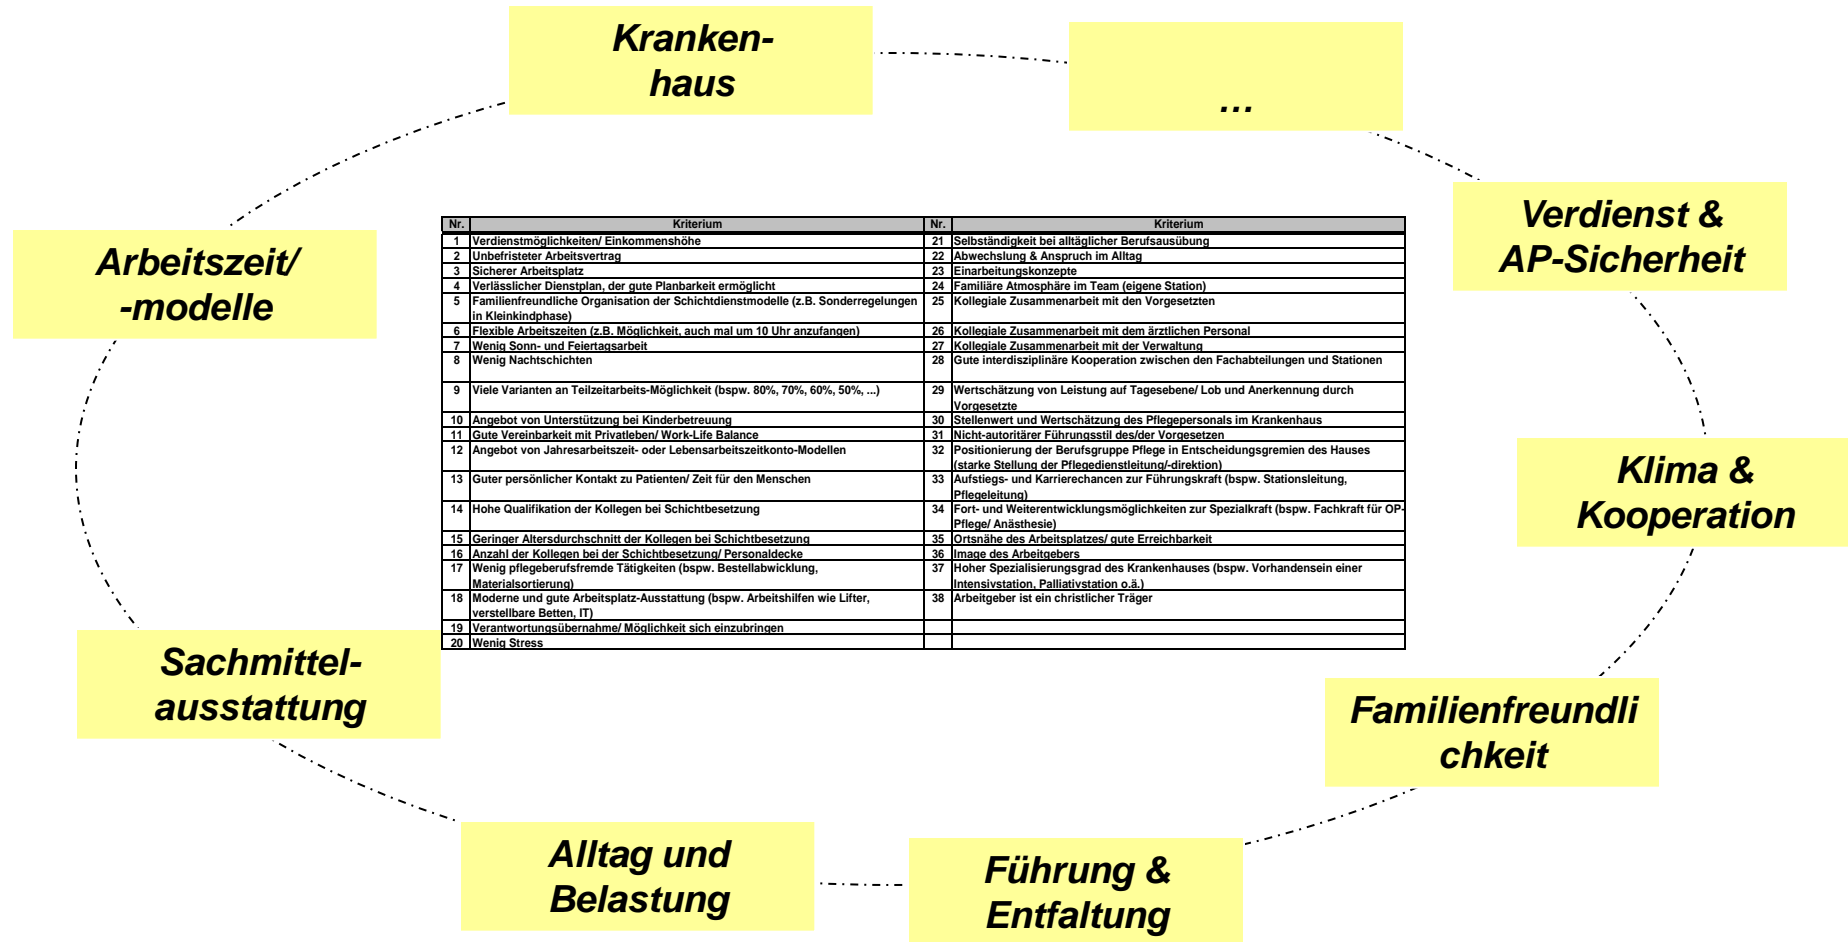 Kranken-
haus
...
Verdienst &
AP-Sicherheit
Arbeitszeit/
-modelle
Klima &
Kooperation
Sachmittel-
ausstattung
Familienfreundli
chkeit
Alltag und
Belastung
Führung &
Entfaltung
Nr. Kriterium Nr. Kriterium
1 Verdienstmöglichkeiten/ Einkommenshöhe 21 Selbständigkeit bei alltäglicher Berufsausübung
2 Unbefristeter Arbeitsvertrag 22 Abwechslung & Anspruch im Alltag
3 Sicherer Arbeitsplatz 23 Einarbeitungskonzepte
4 Verlässlicher Dienstplan, der gute Planbarkeit ermöglicht 24 Familiäre Atmosphäre im Team (eigene Station)
5 Familienfreundliche Organisation der Schichtdienstmodelle (z.B. Sonderregelungen 25 Kollegiale Zusammenarbeit mit den Vorgesetzten
in Kleinkindphase)
6 Flexible Arbeitszeiten (z.B. Möglichkeit, auch mal um 10 Uhr anzufangen) 26 Kollegiale Zusammenarbeit mit dem ärztlichen Personal
7 Wenig Sonn- und Feiertagsarbeit 27 Kollegiale Zusammenarbeit mit der Verwaltung
8 Wenig Nachtschichten 28 Gute interdisziplinäre Kooperation zwischen den Fachabteilungen und Stationen
9 Viele Varianten an Teilzeitarbeits-Möglichkeit (bspw. 80%, 70%, 60%, 50%, ...) 29 Wertschätzung von Leistung auf Tagesebene/ Lob und Anerkennung durch
Vorgesetzte
10 Angebot von Unterstützung bei Kinderbetreuung 30 Stellenwert und Wertschätzung des Pflegepersonals im Krankenhaus
11 Gute Vereinbarkeit mit Privatleben/ Work-Life Balance 31 Nicht-autoritärer Führungsstil des/der Vorgesetzen
12 Angebot von Jahresarbeitszeit- oder Lebensarbeitszeitkonto-Modellen 32 Positionierung der Berufsgruppe Pflege in Entscheidungsgremien des Hauses
(starke Stellung der Pflegedienstleitung/-direktion)
13 Guter persönlicher Kontakt zu Patienten/ Zeit für den Menschen 33 Aufstiegs- und Karrierechancen zur Führungskraft (bspw. Stationsleitung,
Pflegeleitung)
14 Hohe Qualifikation der Kollegen bei Schichtbesetzung 34 Fort- und Weiterentwicklungsmöglichkeiten zur Spezialkraft (bspw. Fachkraft für OP-
Pflege/ Anästhesie)
15 Geringer Altersdurchschnitt der Kollegen bei Schichtbesetzung 35 Ortsnähe des Arbeitsplatzes/ gute Erreichbarkeit
16 Anzahl der Kollegen bei der Schichtbesetzung/ Personaldecke 36 Image des Arbeitgebers
17 Wenig pflegeberufsfremde Tätigkeiten (bspw. Bestellabwicklung, 37 Hoher Spezialisierungsgrad des Krankenhauses (bspw. Vorhandensein einer
Materialsortierung) Intensivstation, Palliativstation o.ä.)
18 Moderne und gute Arbeitsplatz-Ausstattung (bspw. Arbeitshilfen wie Lifter, 38 Arbeitgeber ist ein christlicher Träger
verstellbare Betten, IT)
19 Verantwortungsübernahme/ Möglichkeit sich einzubringen
20 Wenig Stress